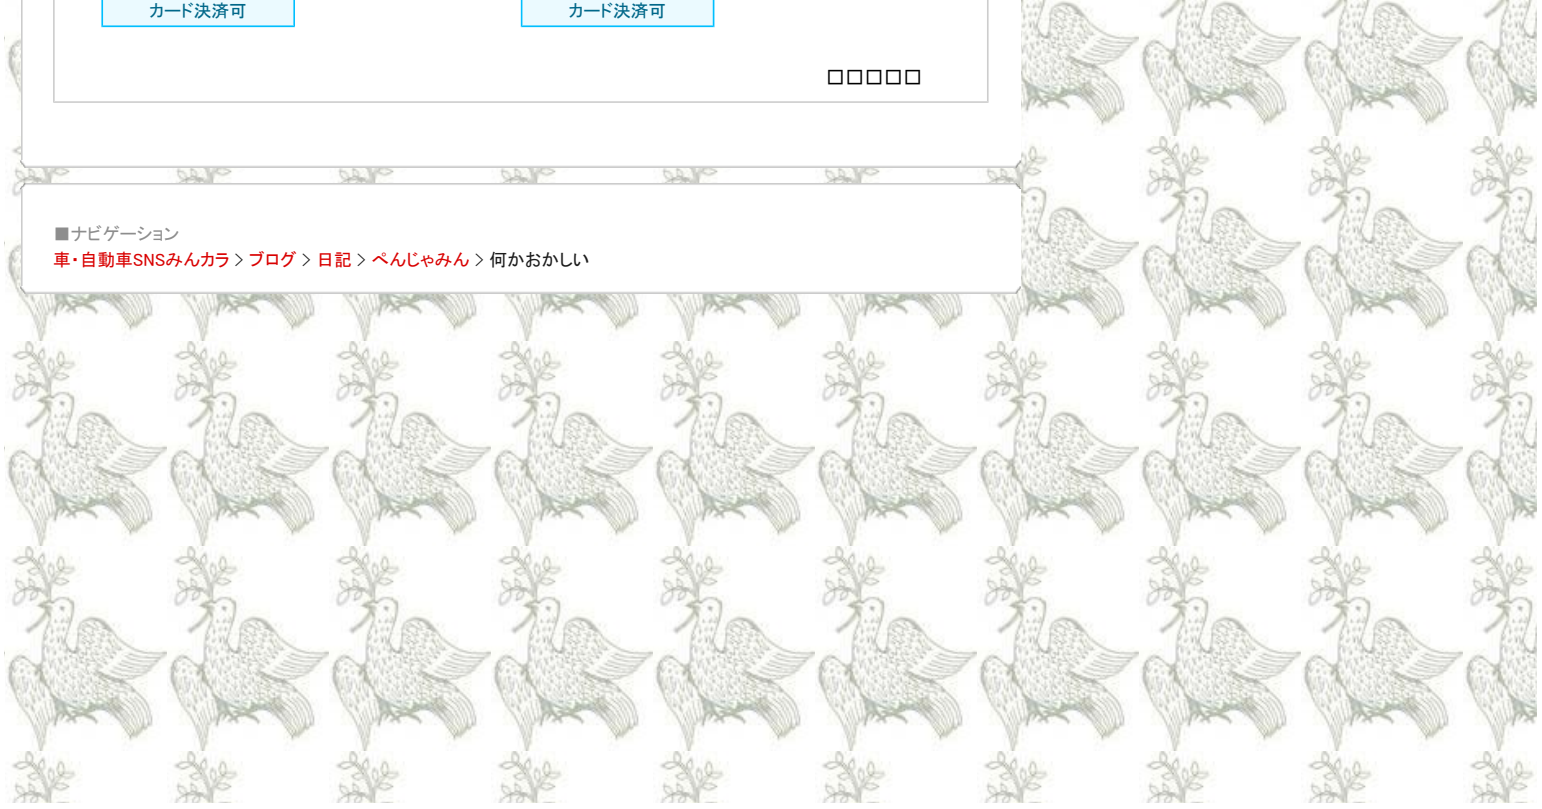 カード決済可 カード決済可
□□□□□
■ナビゲーション
車・自動車SNSみんカラ > ブログ > 日記 > ぺんじゃみん > 何かおかしい